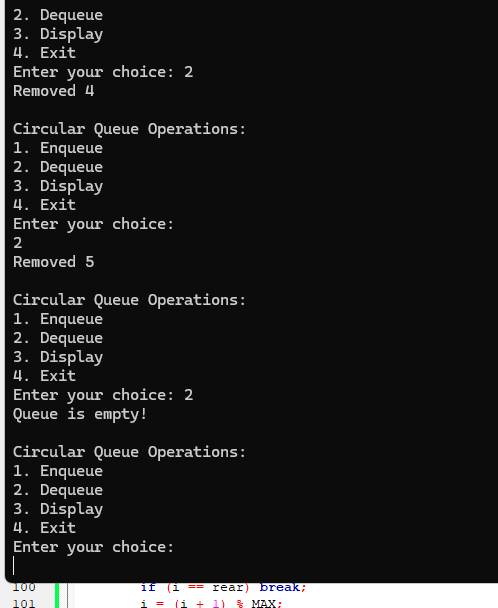 2. Dequeue
3. Display
4. Exit
Enter your choice: 2
Removed 4

Circular Queue Operations:
1. Enqueue
2. Dequeue
3. Display
4. Exit
Enter your choice:
2
Removed 5

Circular Queue Operations:
1. Enqueue
2. Dequeue
3. Display
4. Exit
Enter your choice: 2
Queue is empty!

Circular Queue Operations:
1. Enqueue
2. Dequeue
3. Display
4. Exit
Enter your choice:
100 if (i == rear) break;
101 i = (i + 1) % MAX;